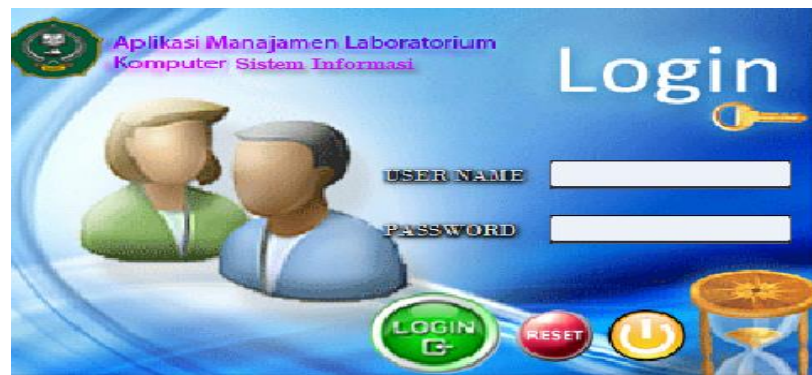 Aplikasi Manajamen Laboratorium
Komputer Sistem Informasi
Login
USER NAME
PASSWORD
LOGIN
RESET